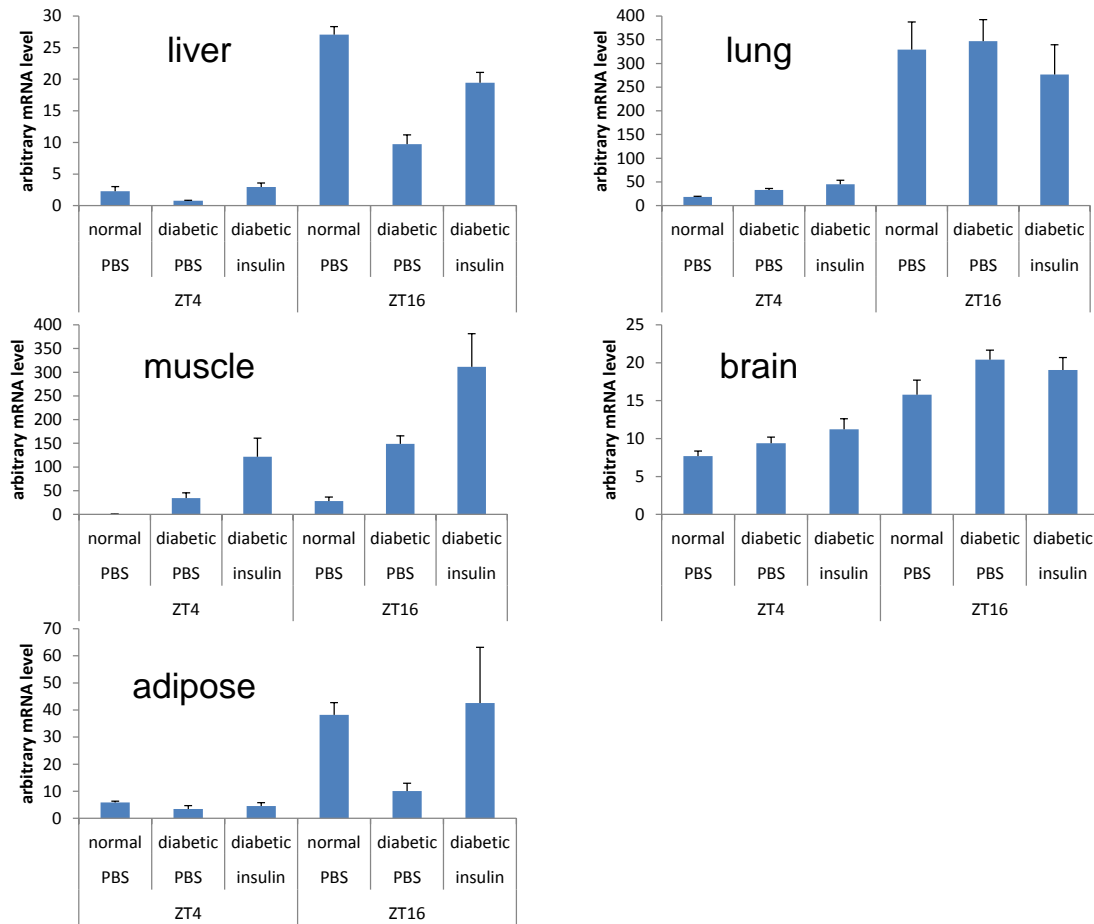 liver
arbitrary mRNA level
30
25
20
15
10
5
0
normal diabetic diabetic normal diabetic diabetic
PBS PBS insulin PBS PBS insulin
ZT4 ZT16
lung
arbitrary mRNA level
400
350
300
250
200
150
100
50
0
normal diabetic diabetic normal diabetic diabetic
PBS PBS insulin PBS PBS insulin
ZT4 ZT16
muscle
arbitrary mRNA level
400
350
300
250
200
150
100
50
0
normal diabetic diabetic normal diabetic diabetic
PBS PBS insulin PBS PBS insulin
ZT4 ZT16
brain
arbitrary mRNA level
25
20
15
10
5
0
normal diabetic diabetic normal diabetic diabetic
PBS PBS insulin PBS PBS insulin
ZT4 ZT16
adipose
arbitrary mRNA level
70
60
50
40
30
20
10
0
normal diabetic diabetic normal diabetic diabetic
PBS PBS insulin PBS PBS insulin
ZT4 ZT16